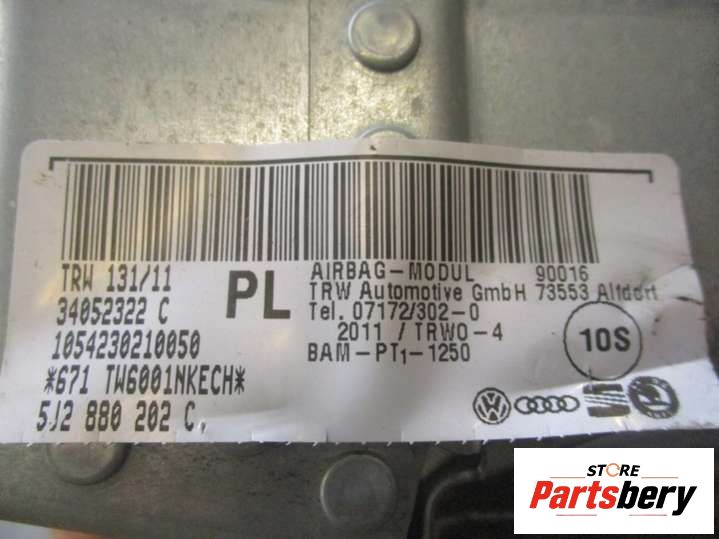 TRW 131/11
34052322 C
1054230210050
*671 TW6001NKECH*
5J2 880 202 C
PL
AIRBAG-MODUL 90016
TRW Automotive GmbH 73553 Alfdorf
Tel. 07172/302-0
2011 / TRWO-4
BAM-PT1-1250
10S
STORE
Partsbery